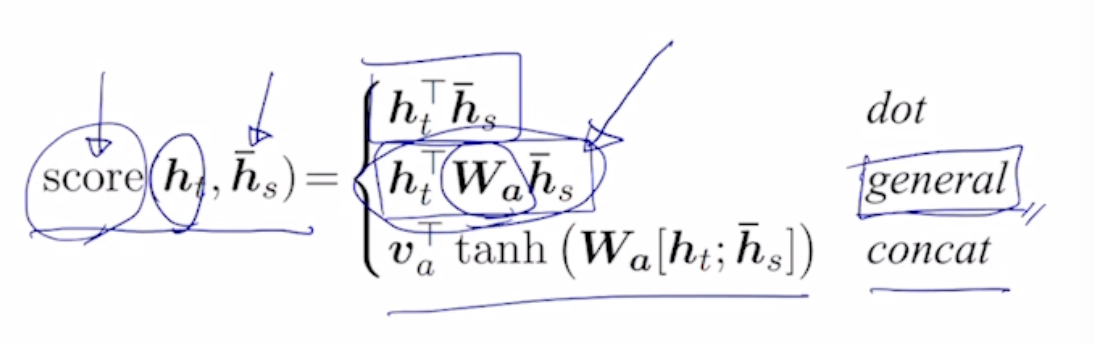 h_t^⊤ h̄_s dot
score(h_t, h̄_s) = { h_t^⊤ W_a h̄_s general
v_a^⊤ tanh (W_a[h_t; h̄_s]) concat